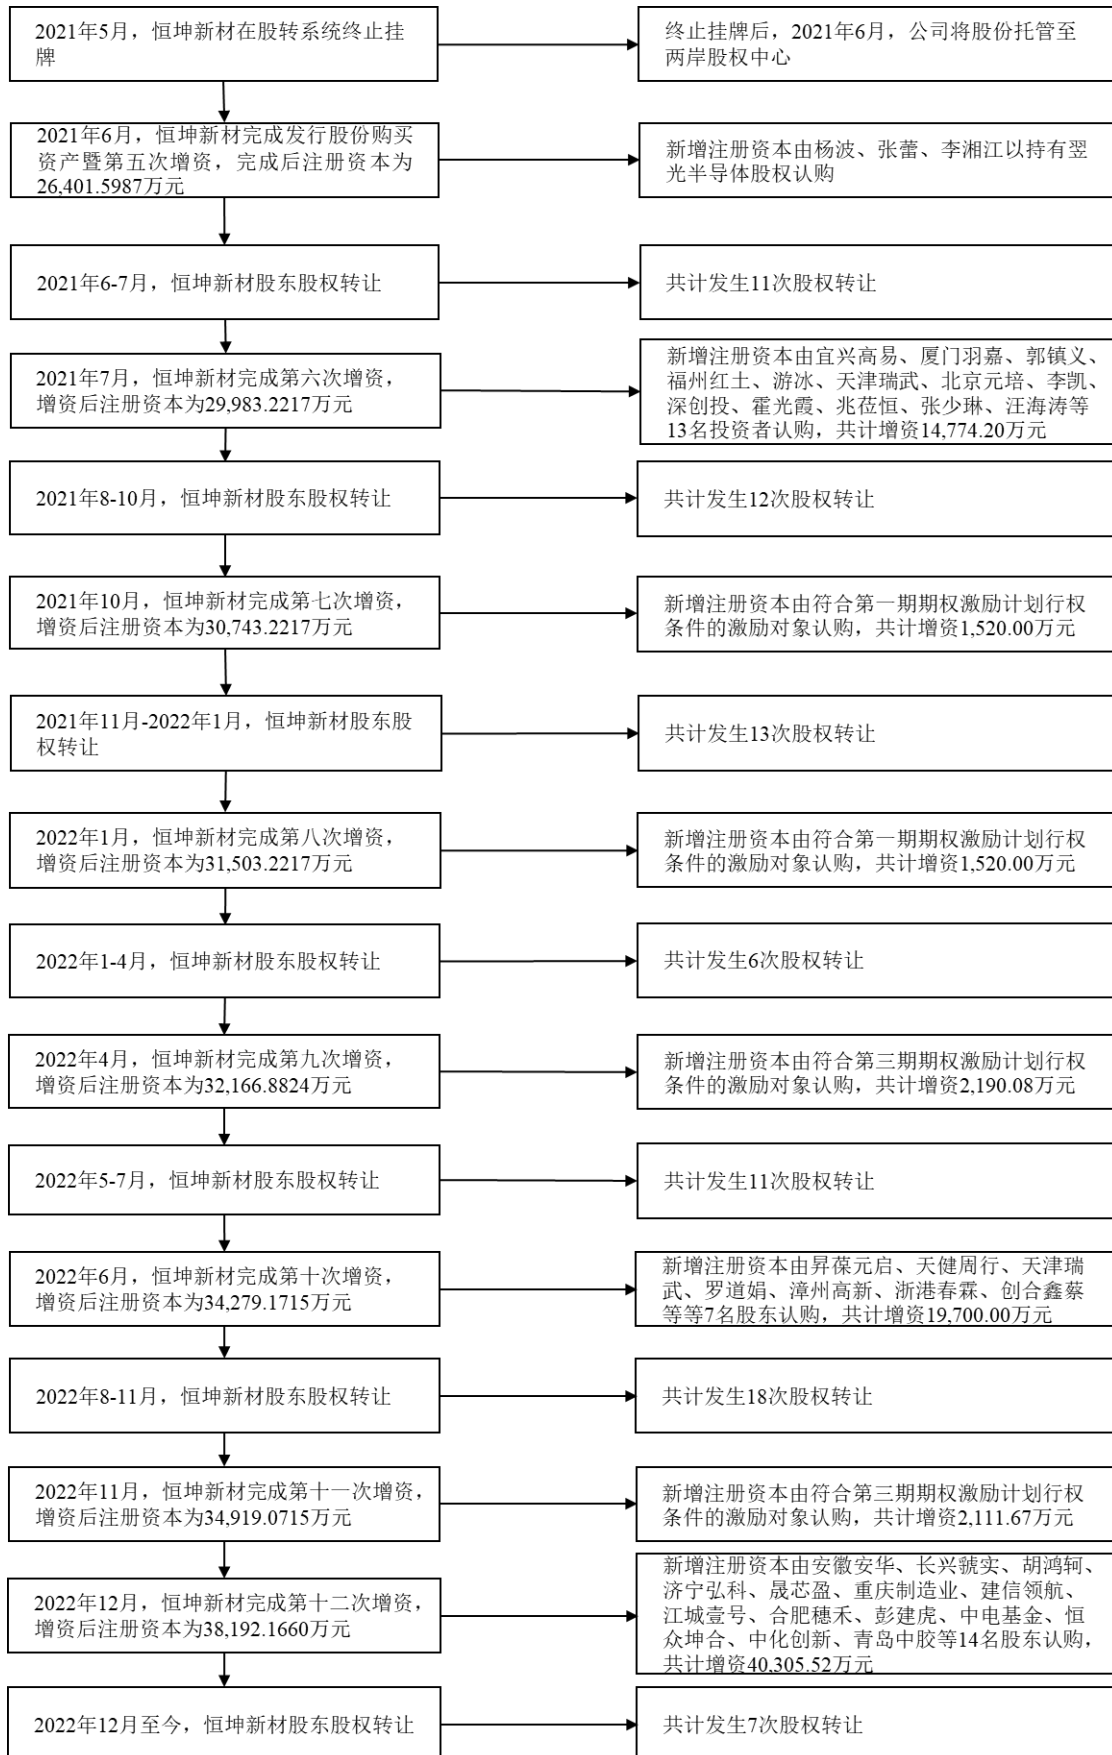 2021年5月，恒坤新材在股转系统终止挂
牌
终止挂牌后，2021年6月，公司将股份托管至
两岸股权中心
2021年6月，恒坤新材完成发行股份购买
资产暨第五次增资，完成后注册资本为
26,401.5987万元
新增注册资本由杨波、张蕾、李湘江以持有翌
光半导体股权认购
2021年6-7月，恒坤新材股东股权转让
共计发生11次股权转让
2021年7月，恒坤新材完成第六次增资，
增资后注册资本为29,983.2217万元
新增注册资本由宜兴高易、厦门羽嘉、郭镇义、
福州红土、游冰、天津瑞武、北京元培、李凯、
深创投、霍光霞、兆莅恒、张少琳、汪海涛等
13名投资者认购，共计增资14,774.20万元
2021年8-10月，恒坤新材股东股权转让
共计发生12次股权转让
2021年10月，恒坤新材完成第七次增资，
增资后注册资本为30,743.2217万元
新增注册资本由符合第一期期权激励计划行权
条件的激励对象认购，共计增资1,520.00万元
2021年11月-2022年1月，恒坤新材股东股
权转让
共计发生13次股权转让
2022年1月，恒坤新材完成第八次增资，
增资后注册资本为31,503.2217万元
新增注册资本由符合第一期期权激励计划行权
条件的激励对象认购，共计增资1,520.00万元
2022年1-4月，恒坤新材股东股权转让
共计发生6次股权转让
2022年4月，恒坤新材完成第九次增资，
增资后注册资本为32,166.8824万元
新增注册资本由符合第三期期权激励计划行权
条件的激励对象认购，共计增资2,190.08万元
2022年5-7月，恒坤新材股东股权转让
共计发生11次股权转让
2022年6月，恒坤新材完成第十次增资，
增资后注册资本为34,279.1715万元
新增注册资本由昇葆元启、天健周行、天津瑞
武、罗道娟、漳州高新、浙港春霖、创合鑫蔡
等等7名股东认购，共计增资19,700.00万元
2022年8-11月，恒坤新材股东股权转让
共计发生18次股权转让
2022年11月，恒坤新材完成第十一次增资，
增资后注册资本为34,919.0715万元
新增注册资本由符合第三期期权激励计划行权
条件的激励对象认购，共计增资2,111.67万元
2022年12月，恒坤新材完成第十二次增资，
增资后注册资本为38,192.1660万元
新增注册资本由安徽安华、长兴虢实、胡鸿轲、
济宁弘科、晟芯盈、重庆制造业、建信领航、
江城壹号、合肥穗禾、彭建虎、中电基金、恒
众坤合、中化创新、青岛中胶等14名股东认购，
共计增资40,305.52万元
2022年12月至今，恒坤新材股东股权转让
共计发生7次股权转让